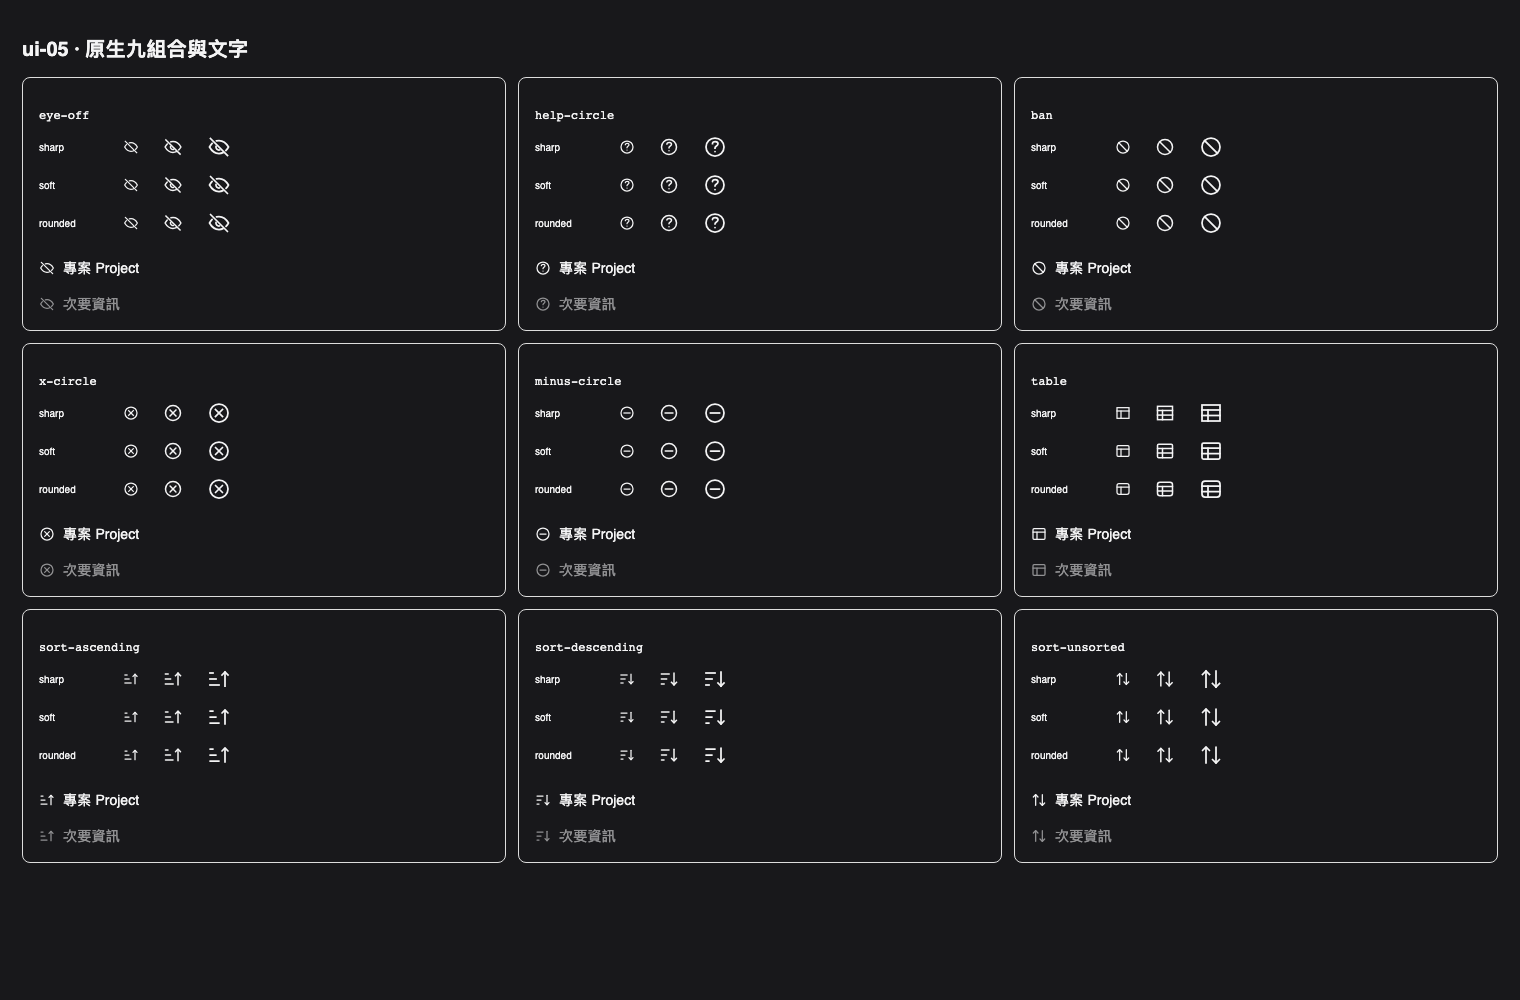 ui-05 · 原生九組合與文字
eye-off
sharp
soft
rounded
專案 Project
次要資訊
help-circle
sharp
soft
rounded
專案 Project
次要資訊
ban
sharp
soft
rounded
專案 Project
次要資訊
x-circle
sharp
soft
rounded
專案 Project
次要資訊
minus-circle
sharp
soft
rounded
專案 Project
次要資訊
table
sharp
soft
rounded
專案 Project
次要資訊
sort-ascending
sharp
soft
rounded
專案 Project
次要資訊
sort-descending
sharp
soft
rounded
專案 Project
次要資訊
sort-unsorted
sharp
soft
rounded
專案 Project
次要資訊